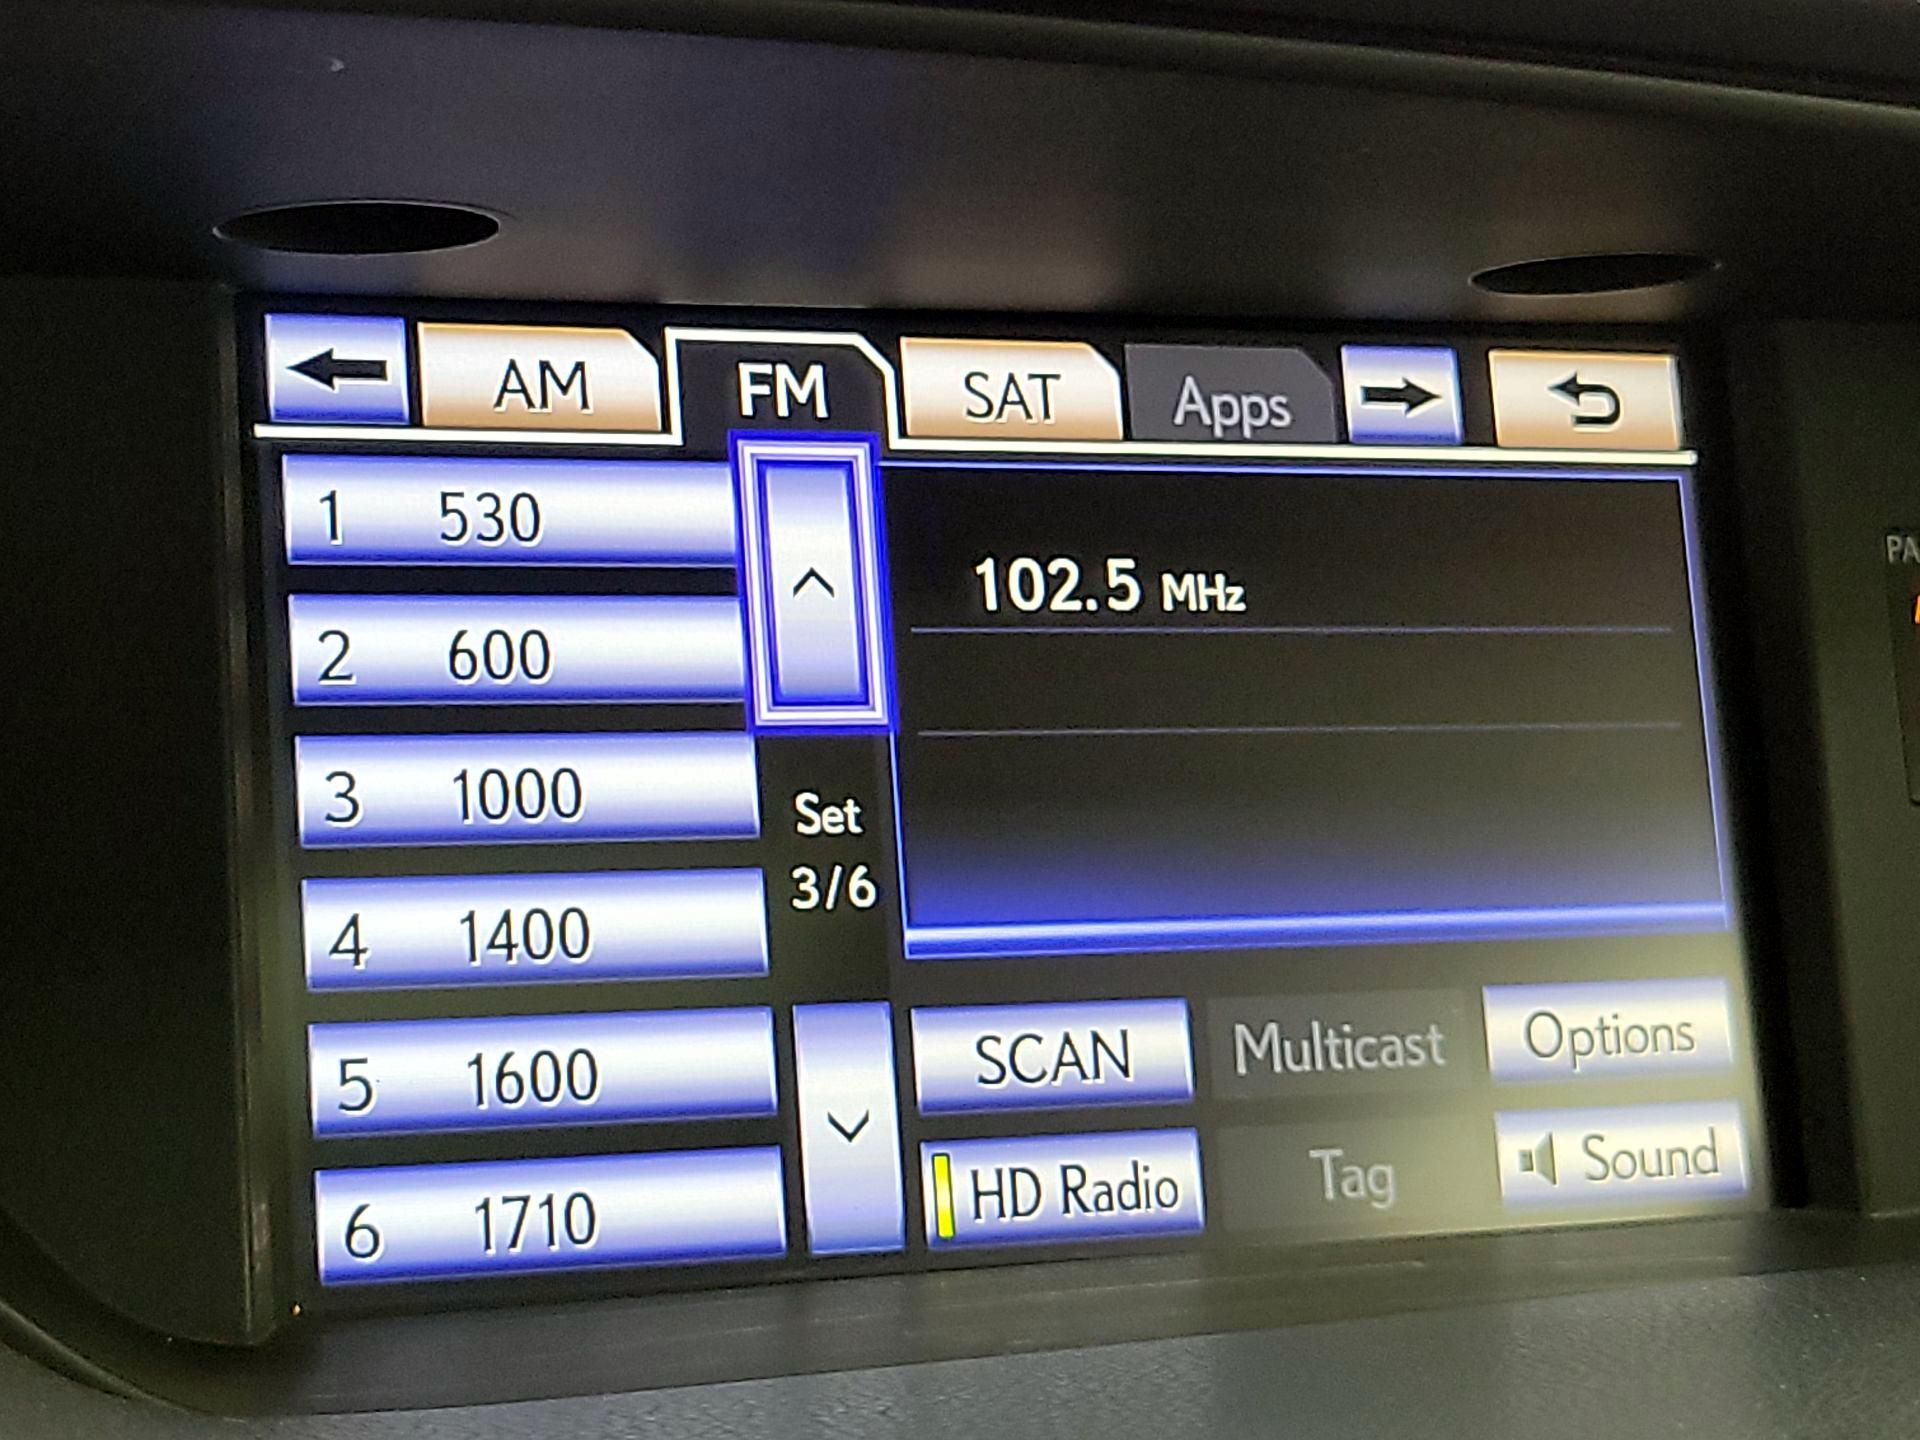 AM FM SAT Apps
1 530
2 600
3 1000
4 1400
5 1600
6 1710
Set
3/6
102.5 MHz
SCAN Multicast Options
HD Radio Tag Sound
PA